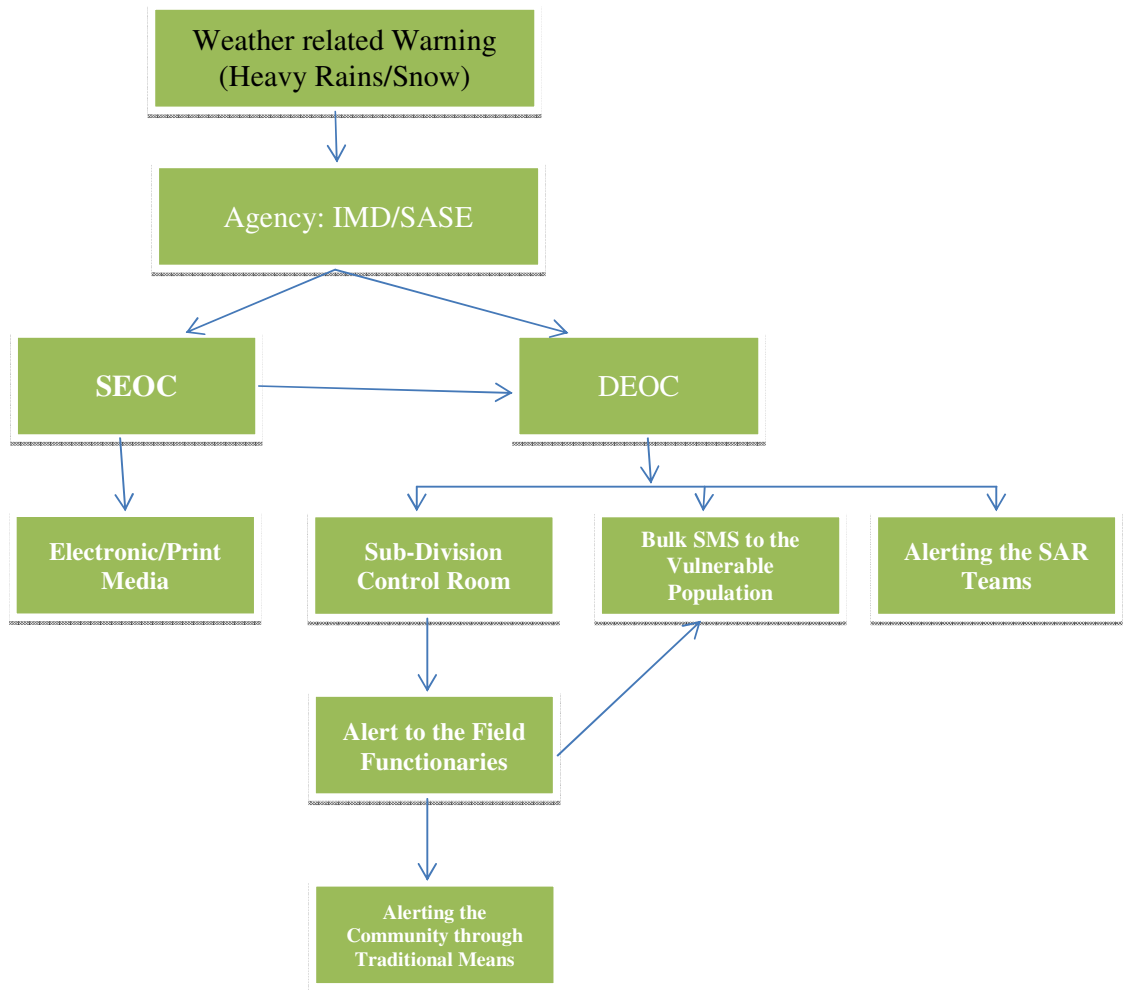 Weather related Warning
(Heavy Rains/Snow)
Agency: IMD/SASE
SEOC
DEOC
Electronic/Print
Media
Sub-Division
Control Room
Bulk SMS to the
Vulnerable
Population
Alerting the SAR
Teams
Alert to the Field
Functionaries
Alerting the
Community through
Traditional Means